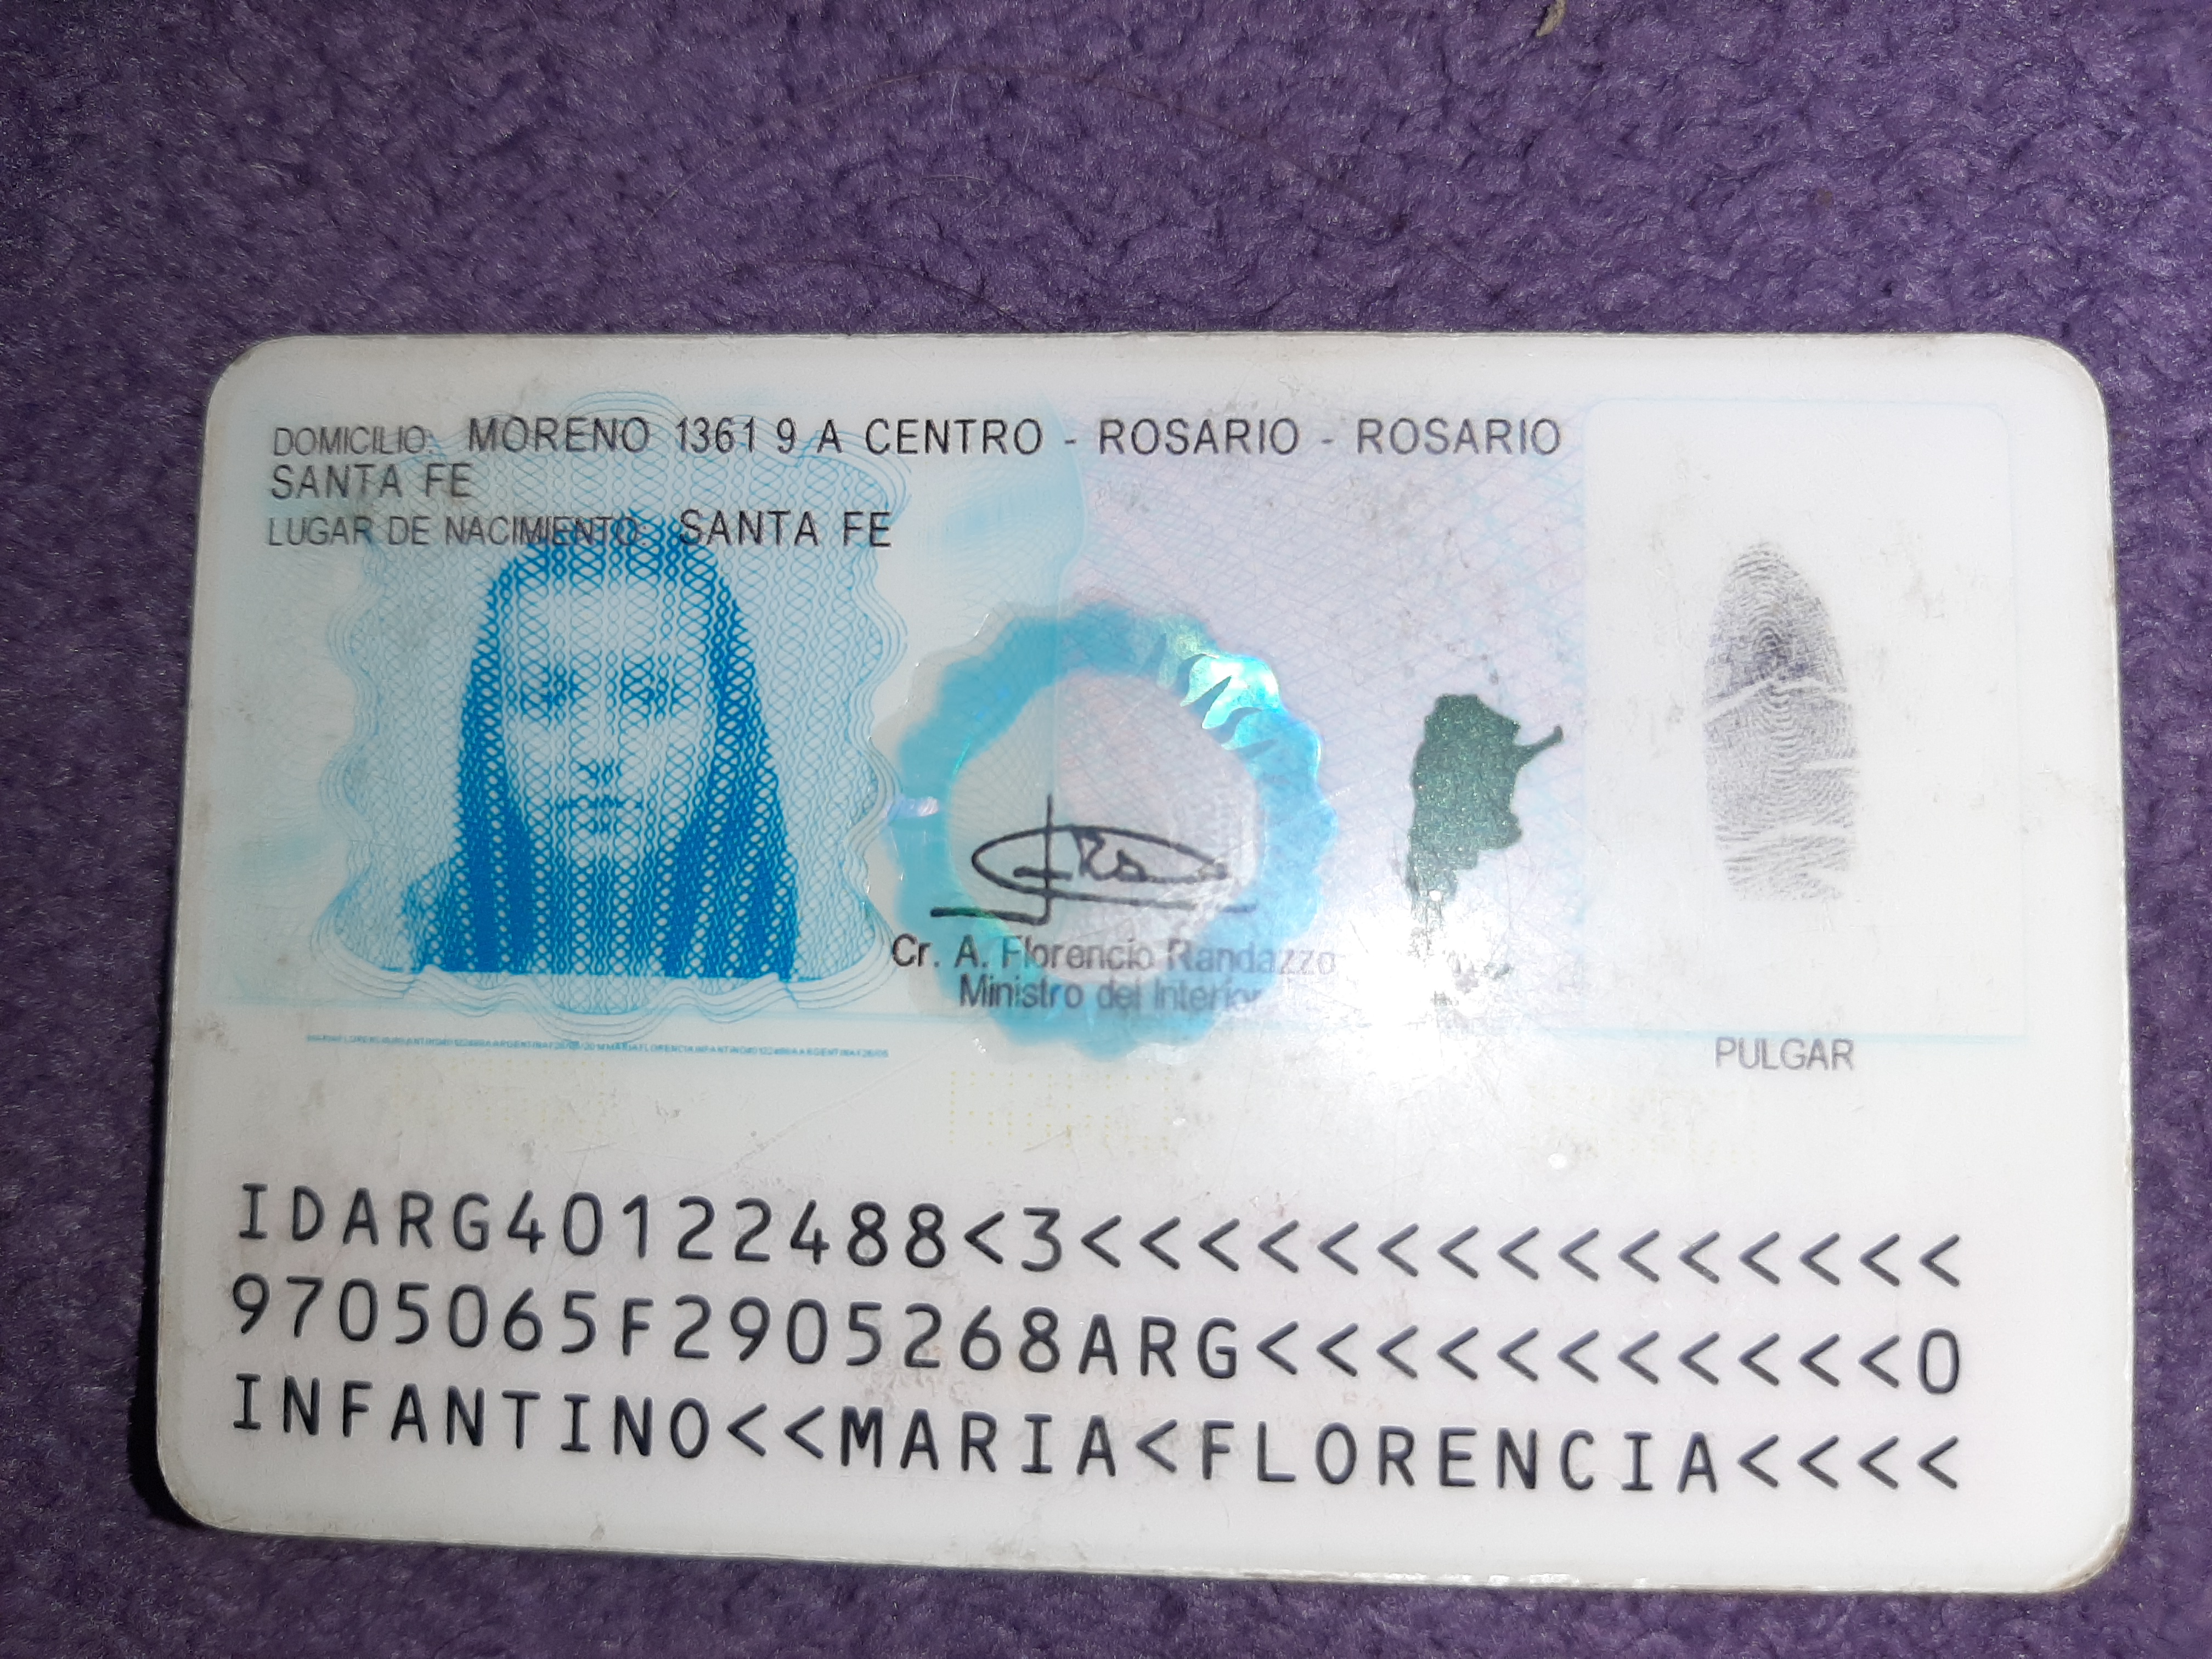 DOMICILIO: MORENO 1361 9 A CENTRO - ROSARIO - ROSARIO
SANTA FE
LUGAR DE NACIMIENTO: SANTA FE
Cr. A. Florencio Randazzo
Ministro del Interior
PULGAR
IDARG40122488<3<<<<<<<<<<<<<<<
9705065F2905268ARG<<<<<<<<<<<0
INFANTINO<<MARIA<FLORENCIA<<<<